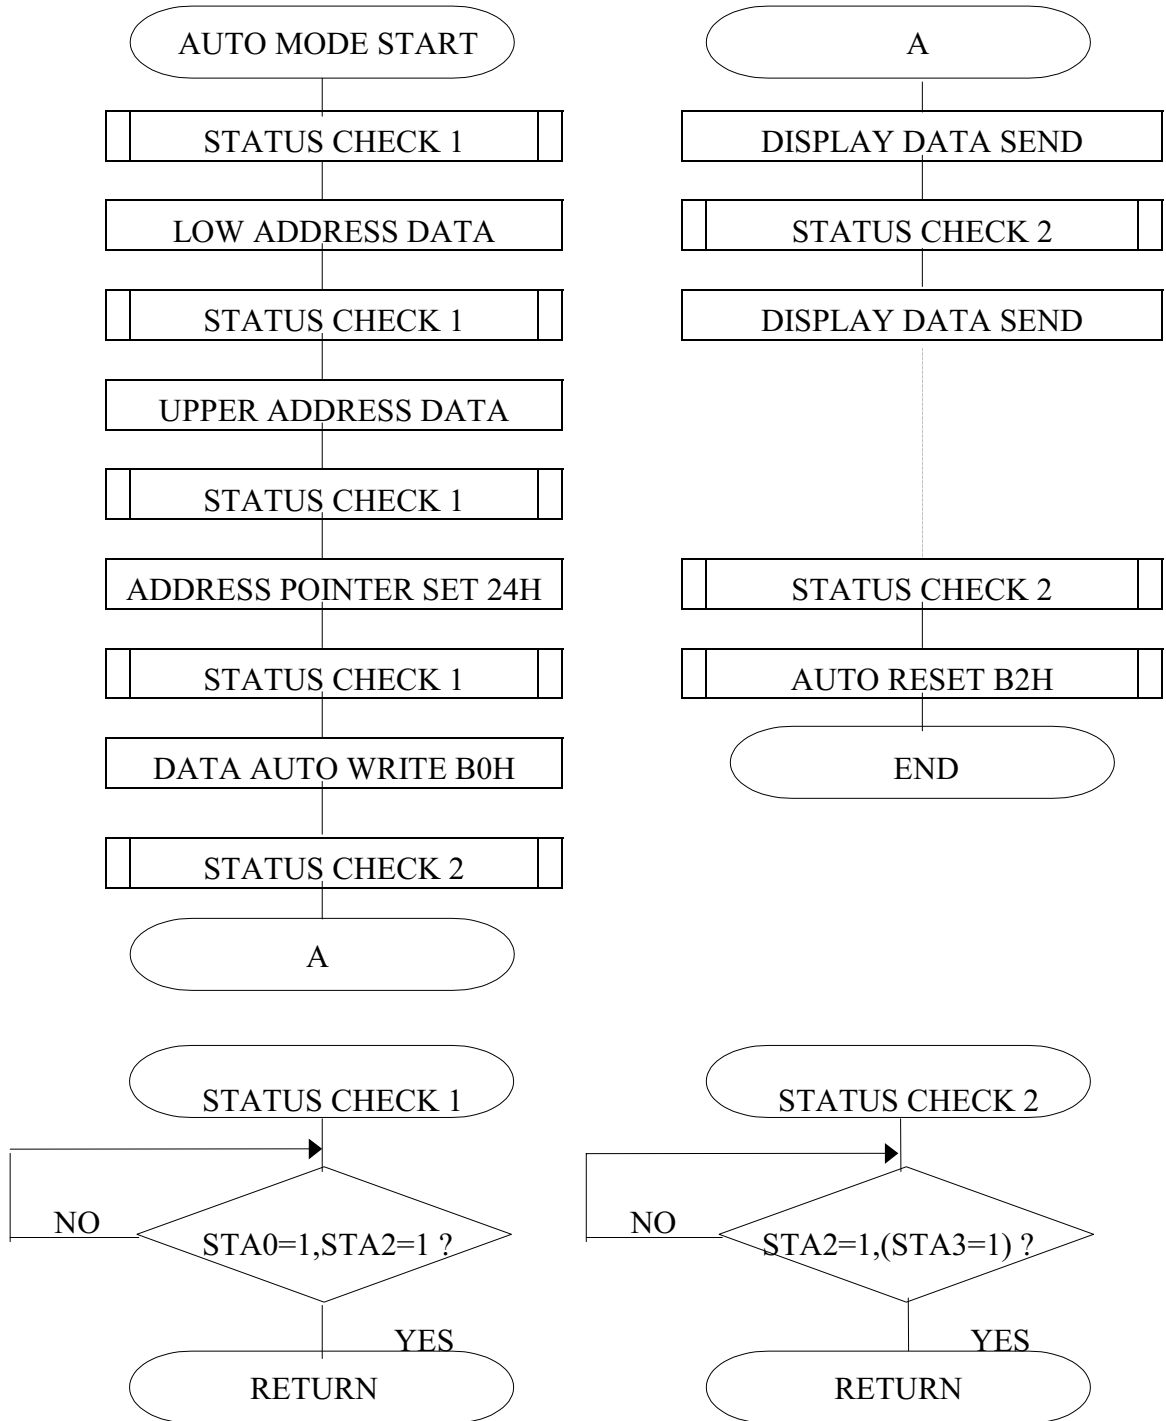 AUTO MODE START
STATUS CHECK 1
LOW ADDRESS DATA
STATUS CHECK 1
UPPER ADDRESS DATA
STATUS CHECK 1
ADDRESS POINTER SET 24H
STATUS CHECK 1
DATA AUTO WRITE B0H
STATUS CHECK 2
A
A
DISPLAY DATA SEND
STATUS CHECK 2
DISPLAY DATA SEND
STATUS CHECK 2
AUTO RESET B2H
END
STATUS CHECK 1
NO
STA0=1,STA2=1 ?
YES
RETURN
STATUS CHECK 2
NO
STA2=1,(STA3=1) ?
YES
RETURN